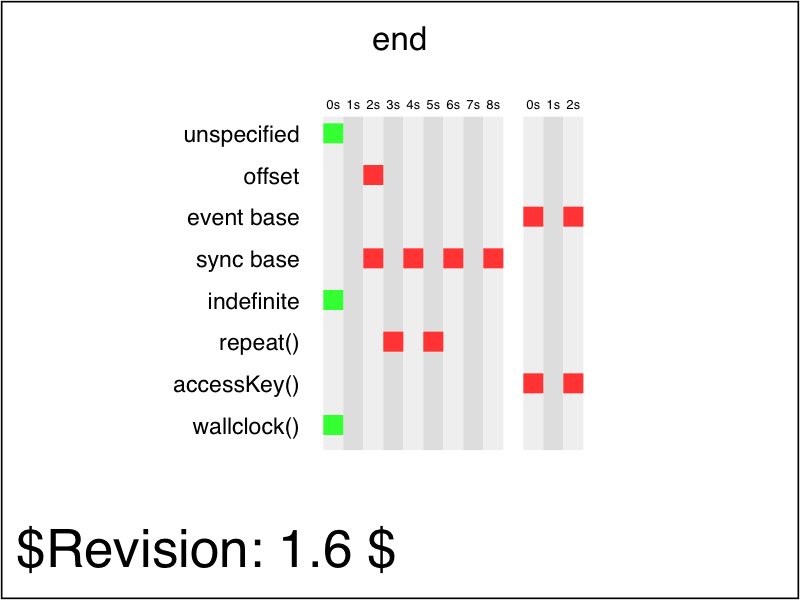 end
0s 1s 2s 3s 4s 5s 6s 7s 8s 0s 1s 2s
unspecified
offset
event base
sync base
indefinite
repeat()
accessKey()
wallclock()
$Revision: 1.6 $